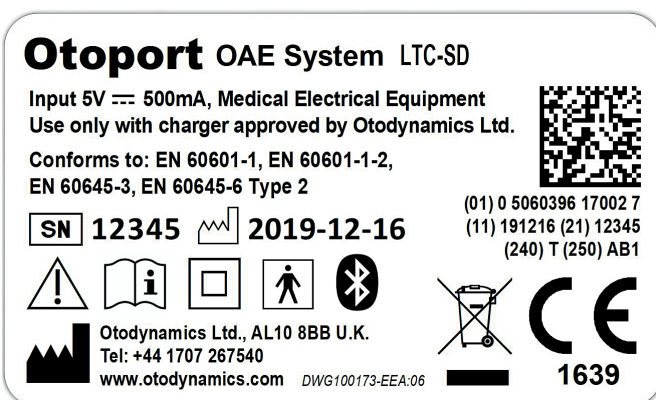 Otoport OAE System LTC-SD
Input 5V ⎓ 500mA, Medical Electrical Equipment
Use only with charger approved by Otodynamics Ltd.
Conforms to: EN 60601-1, EN 60601-1-2,
EN 60645-3, EN 60645-6 Type 2
(01) 0 5060396 17002 7
(11) 191216 (21) 12345
(240) T (250) AB1
SN 12345 2019-12-16
Otodynamics Ltd., AL10 8BB U.K.
Tel: +44 1707 267540
www.otodynamics.com DWG100173-EEA:06
CE
1639